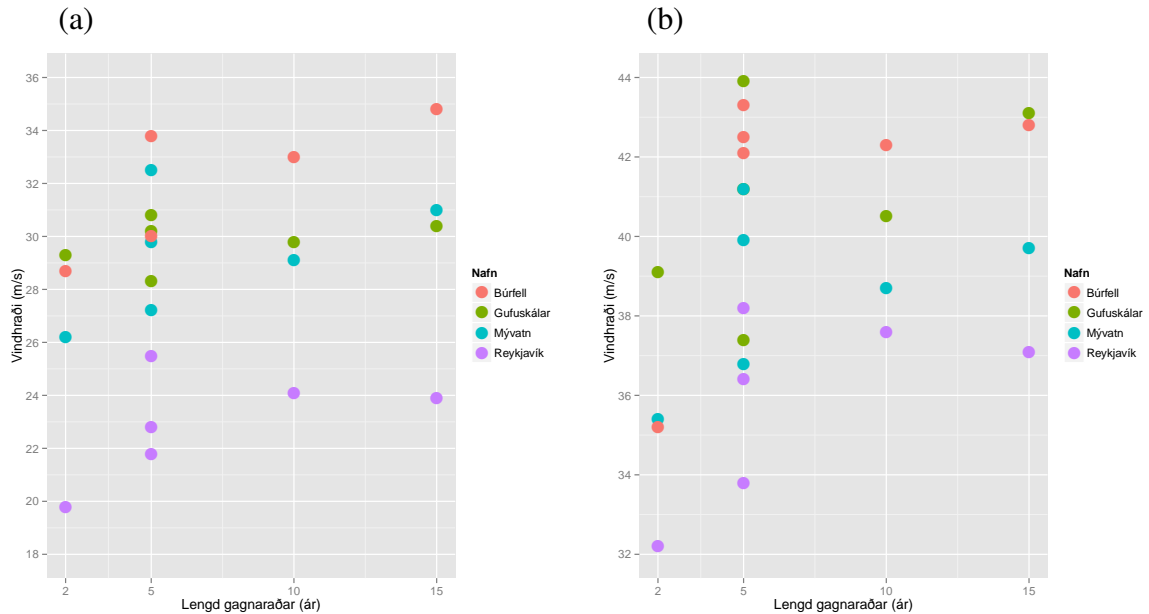 (a)
Vindhraði (m/s)
36
34
32
30
28
26
24
22
20
18
2 5 10 15
Lengd gagnaraðar (ár)
Nafn
Búrfell
Gufuskálar
Mývatn
Reykjavík
(b)
Vindhraði (m/s)
44
42
40
38
36
34
32
2 5 10 15
Lengd gagnaraðar (ár)
Nafn
Búrfell
Gufuskálar
Mývatn
Reykjavík